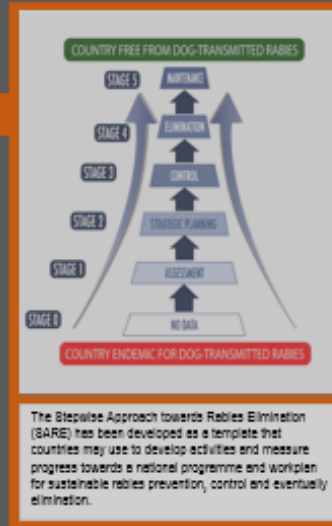 COUNTRY FREE FROM DOG-TRANSMITTED RABIES
STAGE 5
MAINTENANCE
STAGE 4
ELIMINATION
STAGE 3
CONTROL
STAGE 2
STRATEGIC PLANNING
STAGE 1
ASSESSMENT
STAGE 0
NO DATA
COUNTRY ENDEMIC FOR DOG-TRANSMITTED RABIES
The Stepwise Approach towards Rabies Elimination
(SARE) has been developed as a template that
countries may use to develop activities and measure
progress towards a national programme and workplan
for sustainable rabies prevention, control and eventually
elimination.